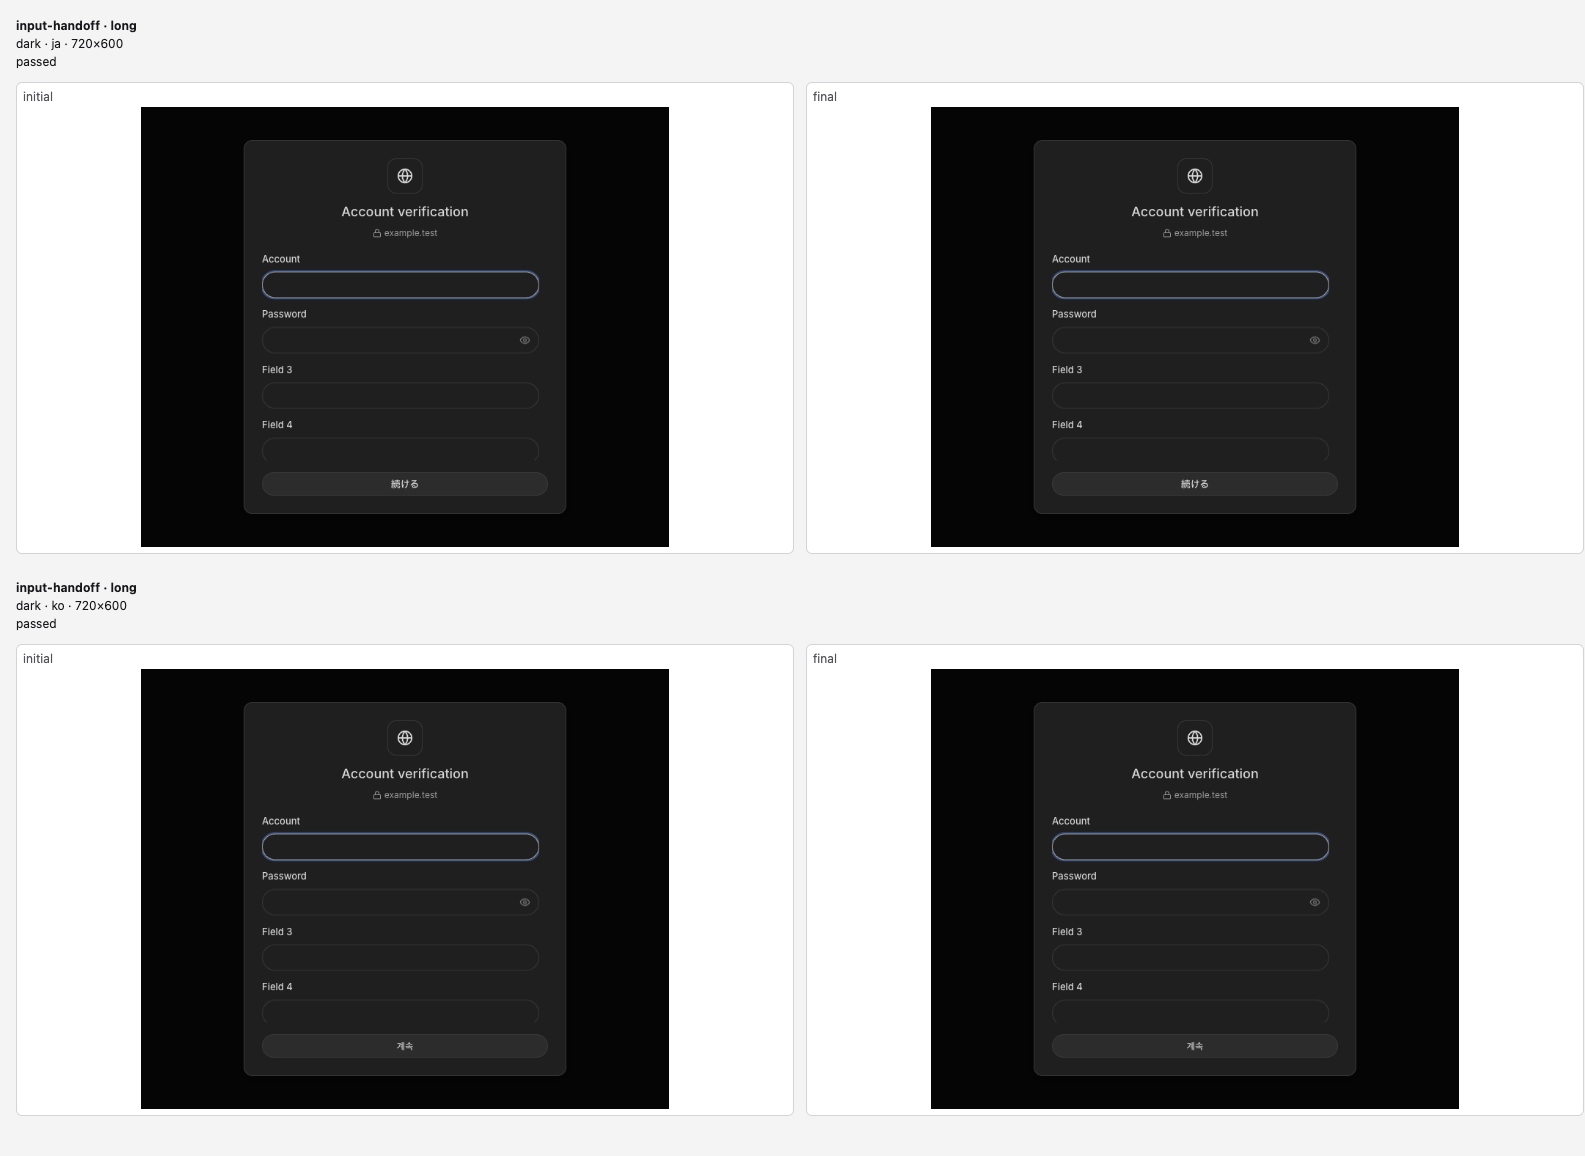 input-handoff · long
dark · ja · 720×600
passed
initial
Account verification
example.test
Account
Password
Field 3
Field 4
続ける
final
Account verification
example.test
Account
Password
Field 3
Field 4
続ける
input-handoff · long
dark · ko · 720×600
passed
initial
Account verification
example.test
Account
Password
Field 3
Field 4
계속
final
Account verification
example.test
Account
Password
Field 3
Field 4
계속